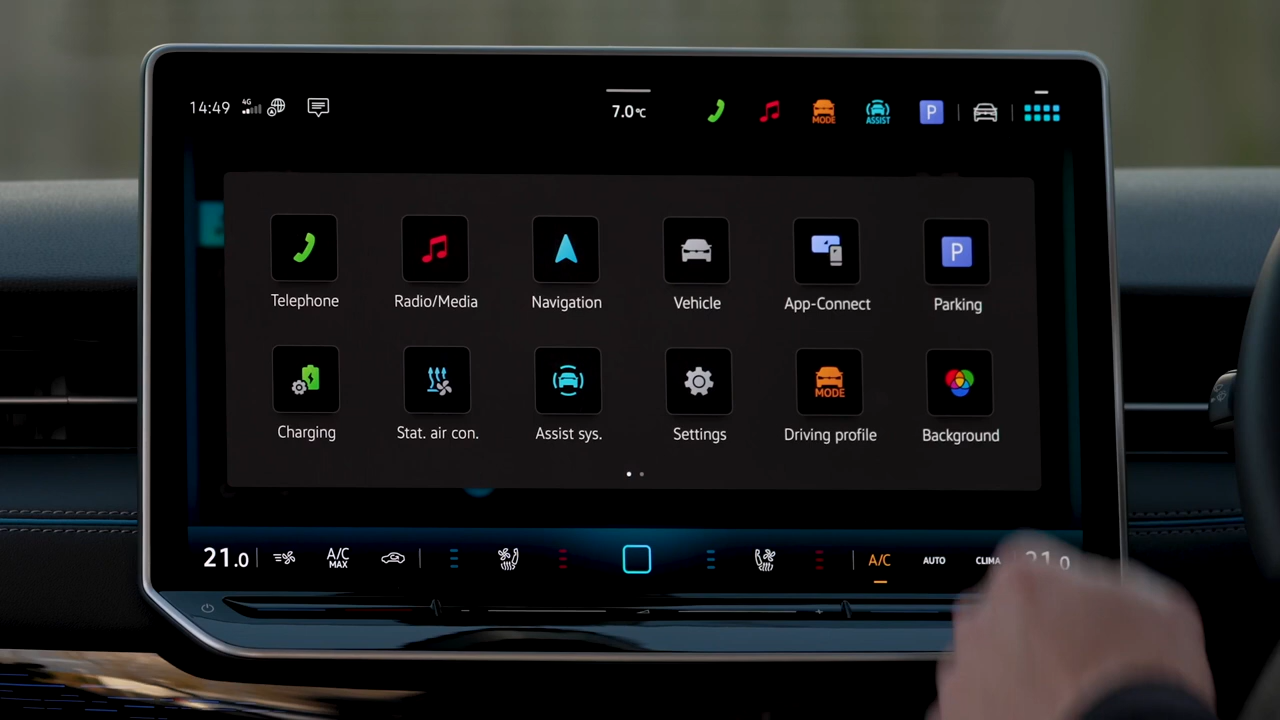 14:49 4G 7.0°C MODE ASSIST P
Telephone Radio/Media Navigation Vehicle App-Connect P Parking
Charging Stat. air con. Assist sys. Settings MODE Driving profile Background
21.0 A/C MAX A/C AUTO CLIMA 21.0